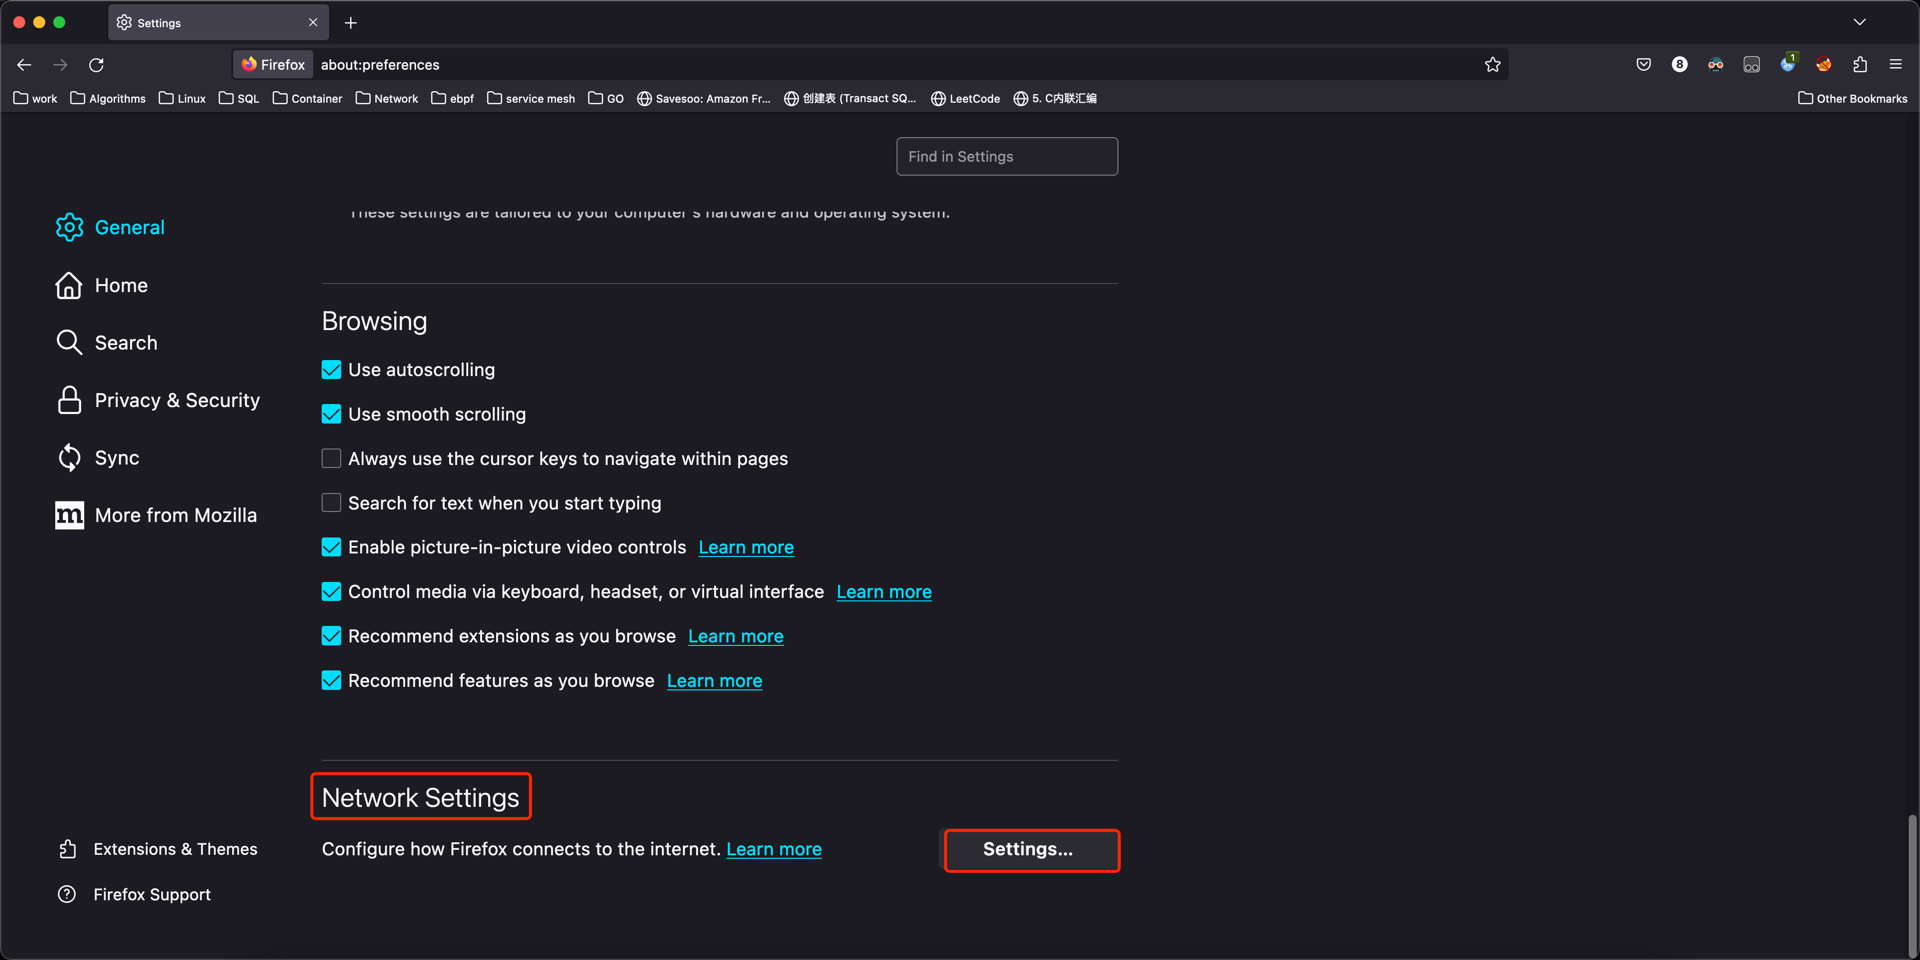 Settings
Firefox about:preferences
8
1
work Algorithms Linux SQL Container Network ebpf service mesh GO Savesoo: Amazon Fr... 创建表 (Transact SQ... LeetCode 5. C内联汇编 Other Bookmarks
Find in Settings
These settings are tailored to your computer's hardware and operating system.
General
Home
Search
Privacy & Security
Sync
m More from Mozilla
Browsing
Use autoscrolling
Use smooth scrolling
Always use the cursor keys to navigate within pages
Search for text when you start typing
Enable picture-in-picture video controls Learn more
Control media via keyboard, headset, or virtual interface Learn more
Recommend extensions as you browse Learn more
Recommend features as you browse Learn more
Network Settings
Configure how Firefox connects to the internet. Learn more Settings...
Extensions & Themes
Firefox Support